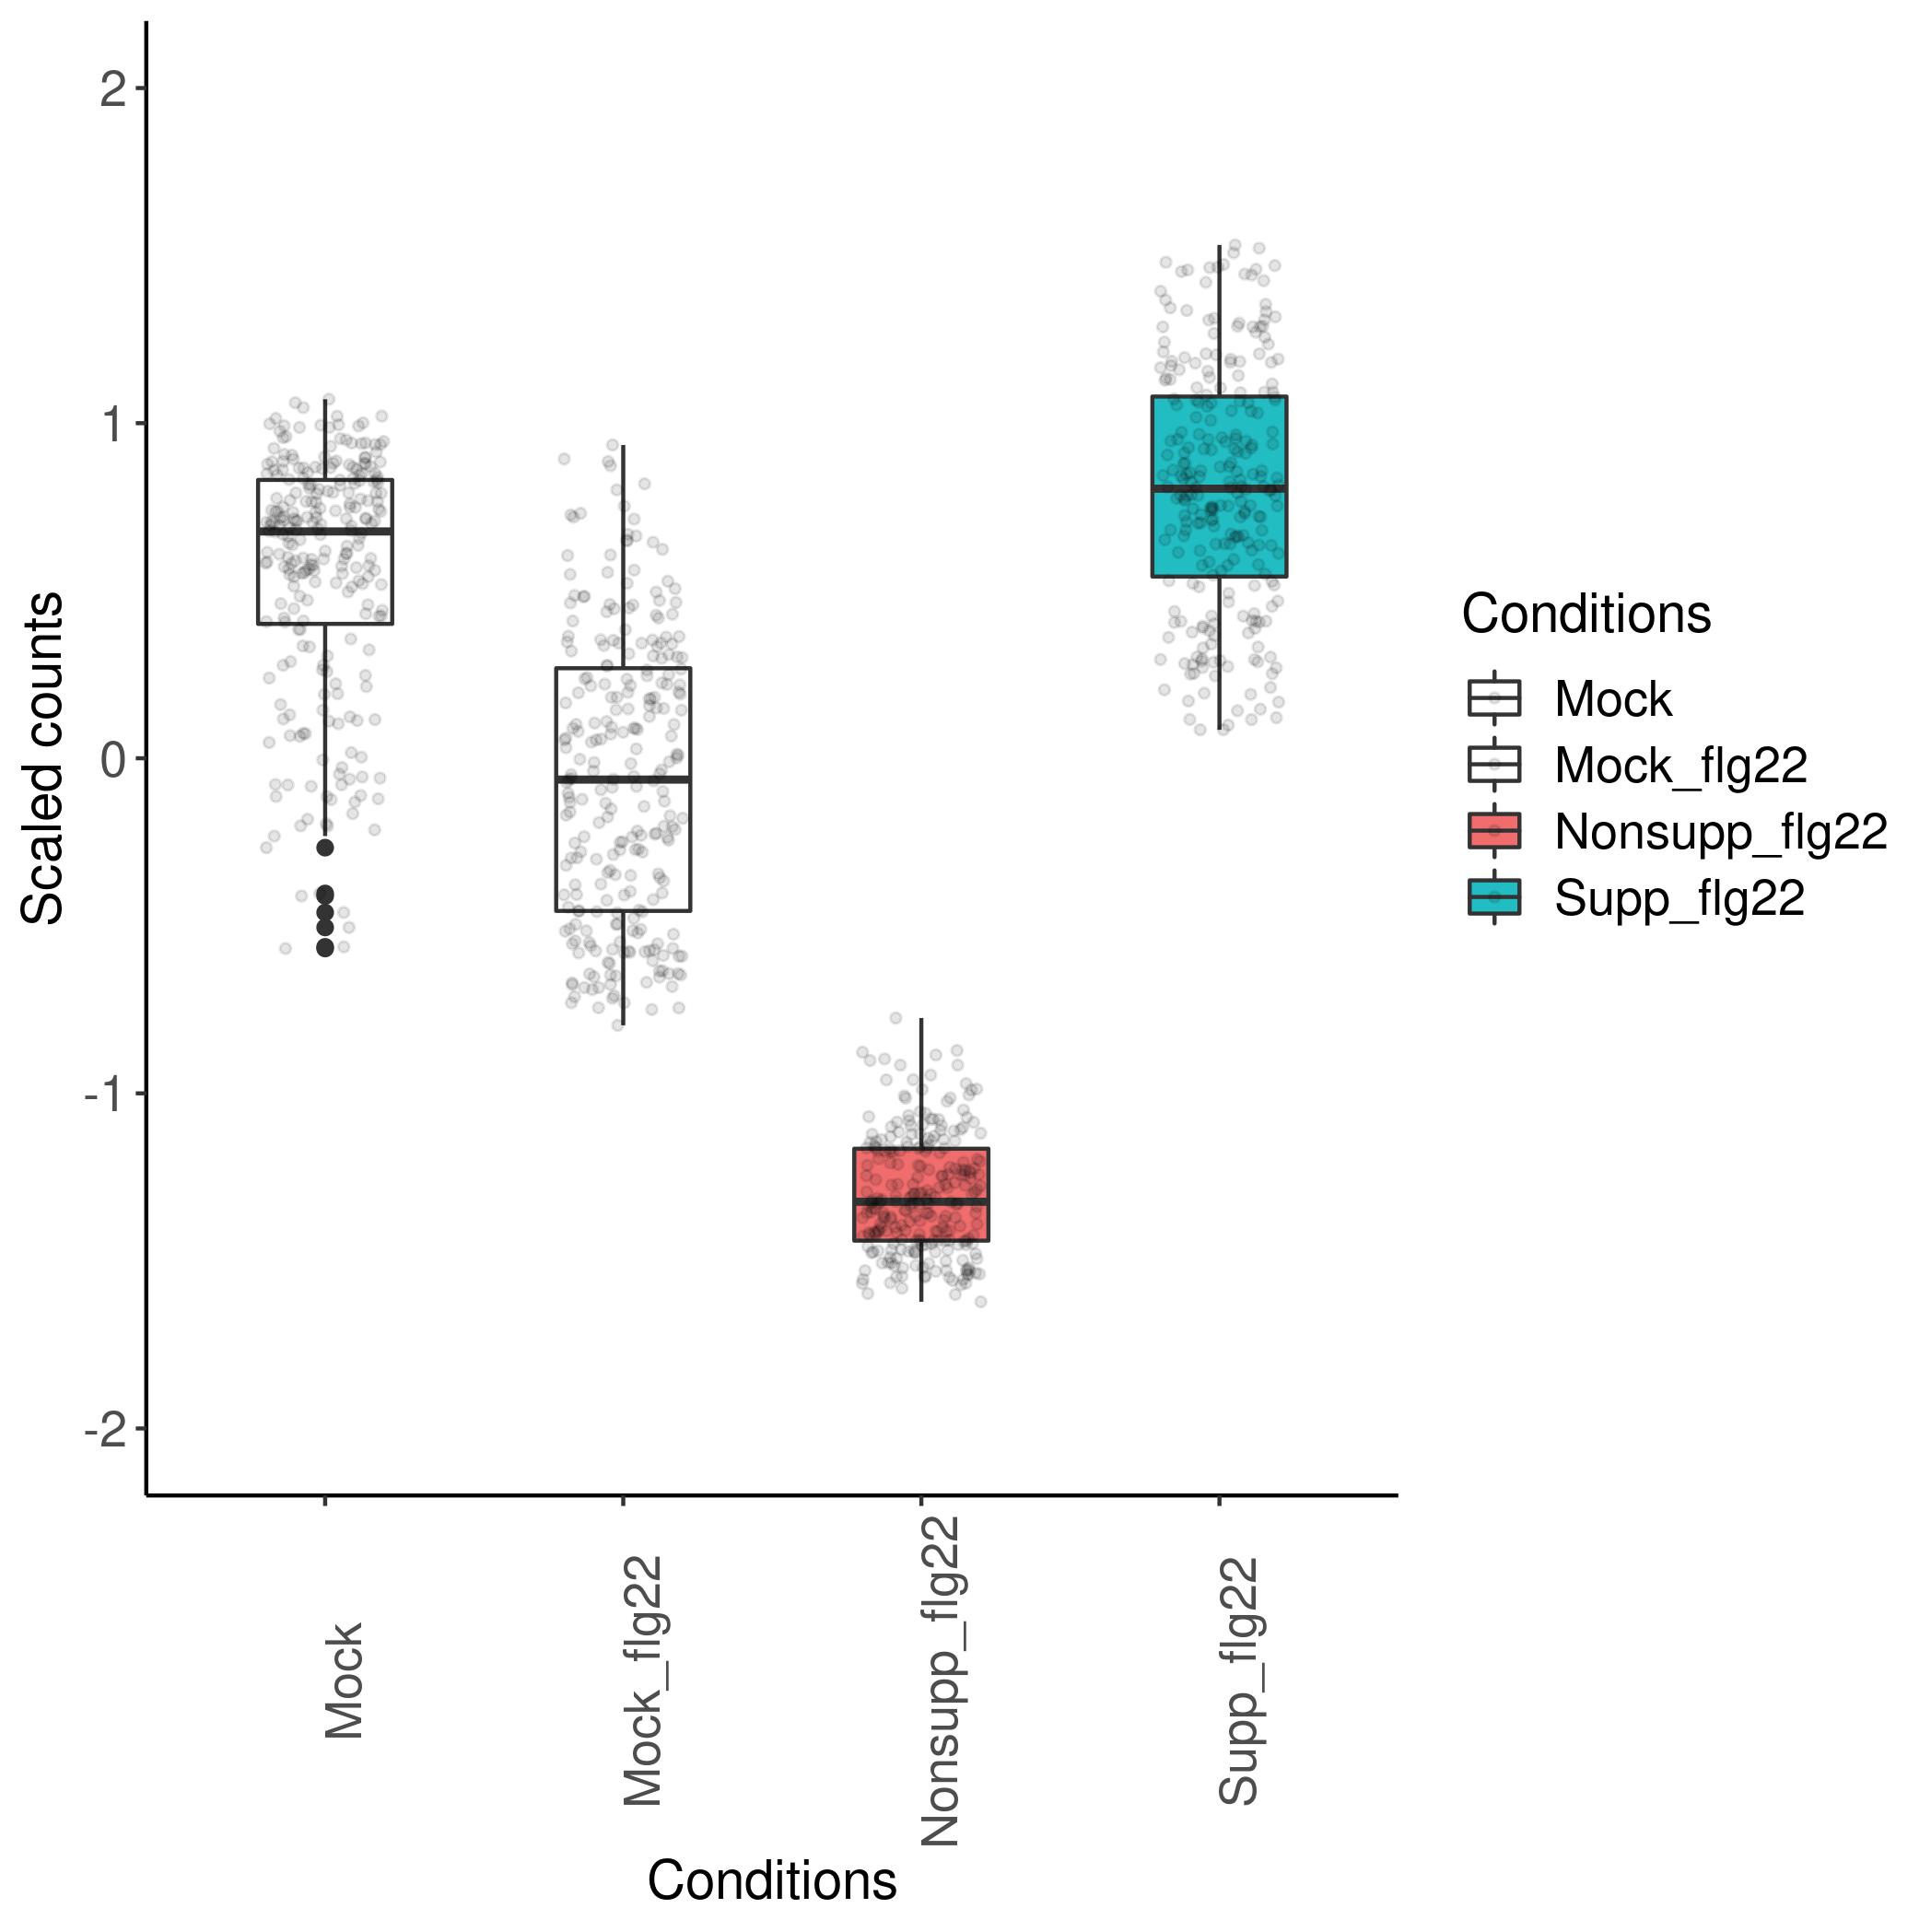 2
1
0
-1
-2
Scaled counts
Mock
Mock_flg22
Nonsupp_flg22
Supp_flg22
Conditions
Conditions
Mock
Mock_flg22
Nonsupp_flg22
Supp_flg22